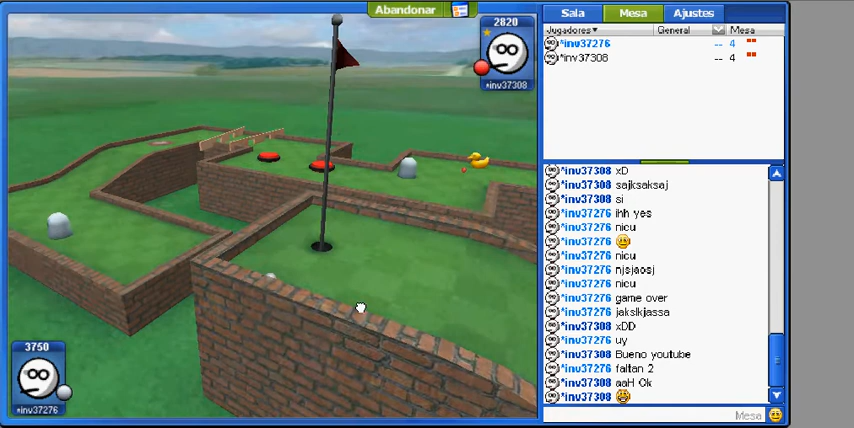 Abandonar
2820
*inv37308
3750
*inv37276
Sala Mesa Ajustes
Jugadores General Mesa
*inv37276 -- 4
*inv37308 -- 4
*inv37308 xD
*inv37308 sajksaksaj
*inv37308 si
*inv37276 ihh yes
*inv37276 nicu
*inv37276
*inv37276 nicu
*inv37276 njsjaosj
*inv37276 nicu
*inv37276 game over
*inv37276 jakslkjassa
*inv37308 xDD
*inv37276 uy
*inv37308 Bueno youtube
*inv37276 faltan 2
*inv37308 aaH Ok
*inv37308
Mesa